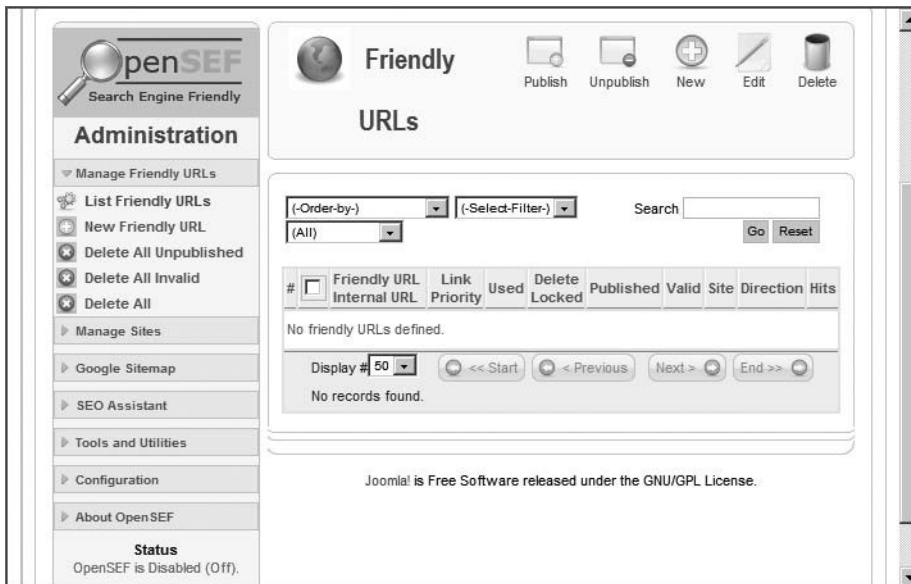 OpenSEF
Search Engine Friendly
Administration
Manage Friendly URLs
List Friendly URLs
New Friendly URL
Delete All Unpublished
Delete All Invalid
Delete All
Manage Sites
Google Sitemap
SEO Assistant
Tools and Utilities
Configuration
About OpenSEF
Status
OpenSEF is Disabled (Off).
Friendly
URLs
Publish Unpublish New Edit Delete
(-Order-by-) (-Select-Filter-) Search
(All) Go Reset
# Friendly URL Internal URL Link Priority Used Delete Locked Published Valid Site Direction Hits
No friendly URLs defined.
Display # 50 << Start < Previous Next > End >>
No records found.
Joomla! is Free Software released under the GNU/GPL License.